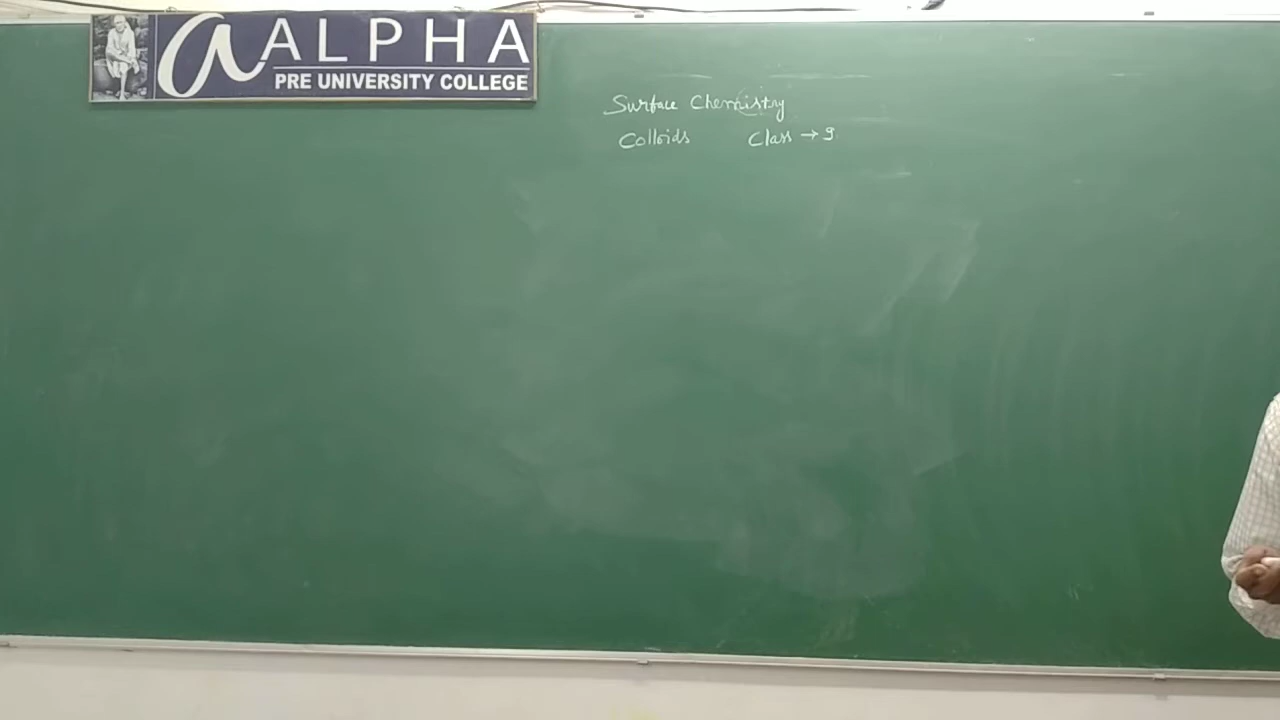 ALPHA
PRE UNIVERSITY COLLEGE
Surface Chemistry
Colloids Class → 9